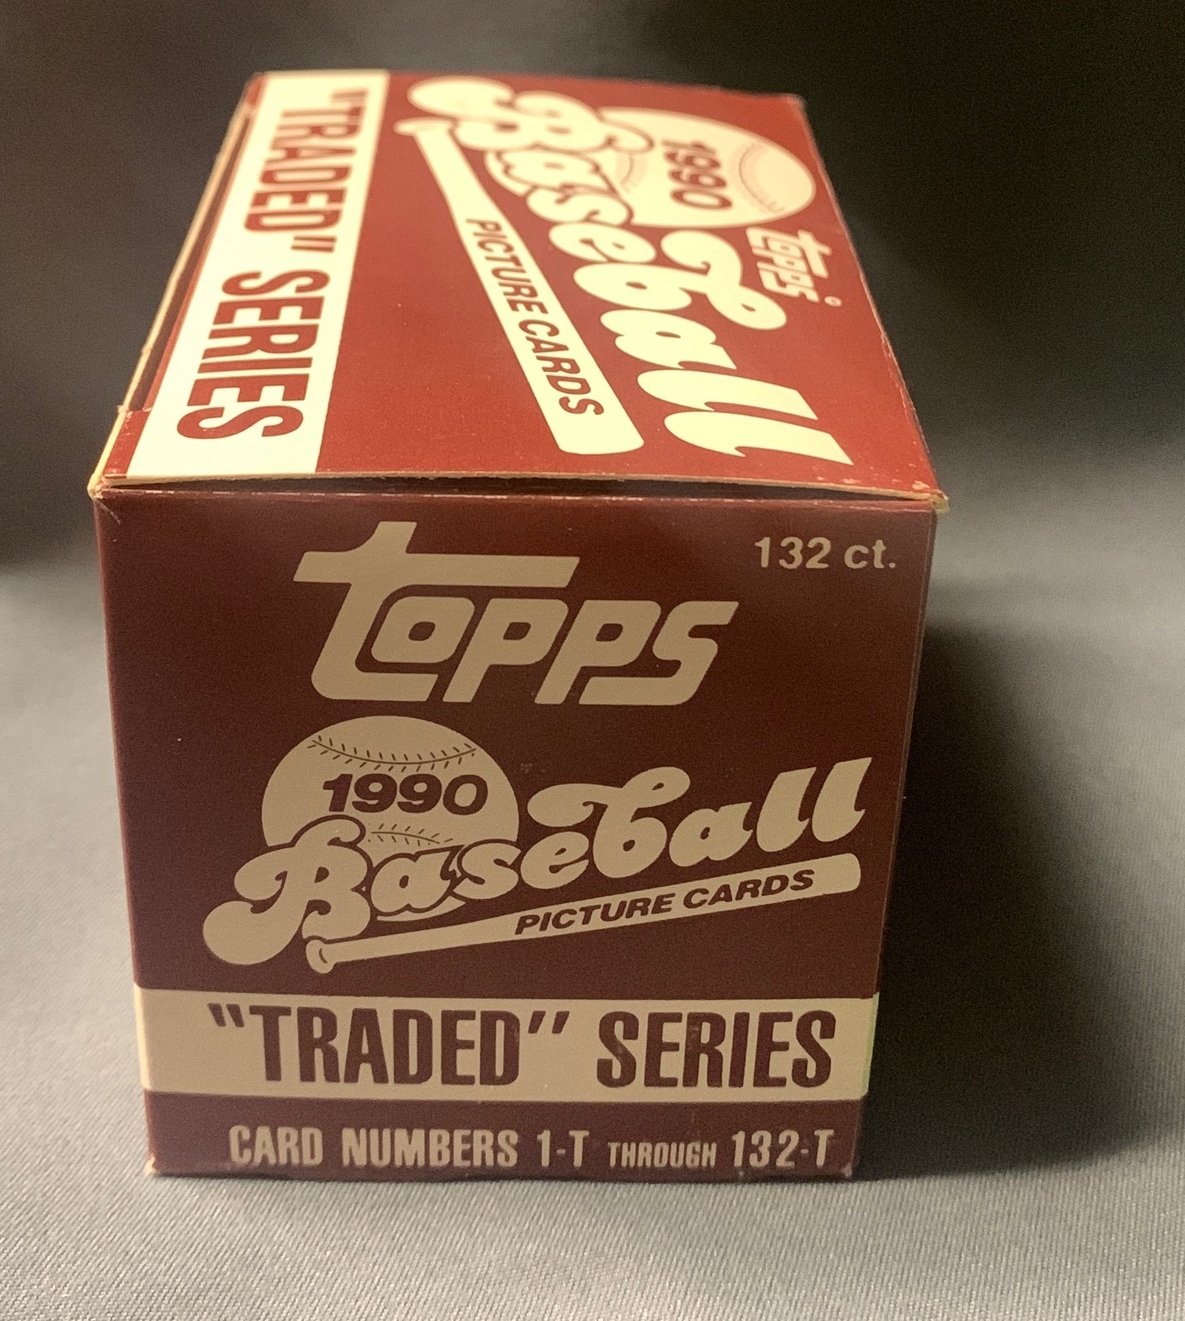 "TRADED" SERIES
1990
Baseball
PICTURE CARDS
topps
132 ct.
topps
1990
Baseball
PICTURE CARDS
"TRADED" SERIES
CARD NUMBERS 1-T THROUGH 132-T